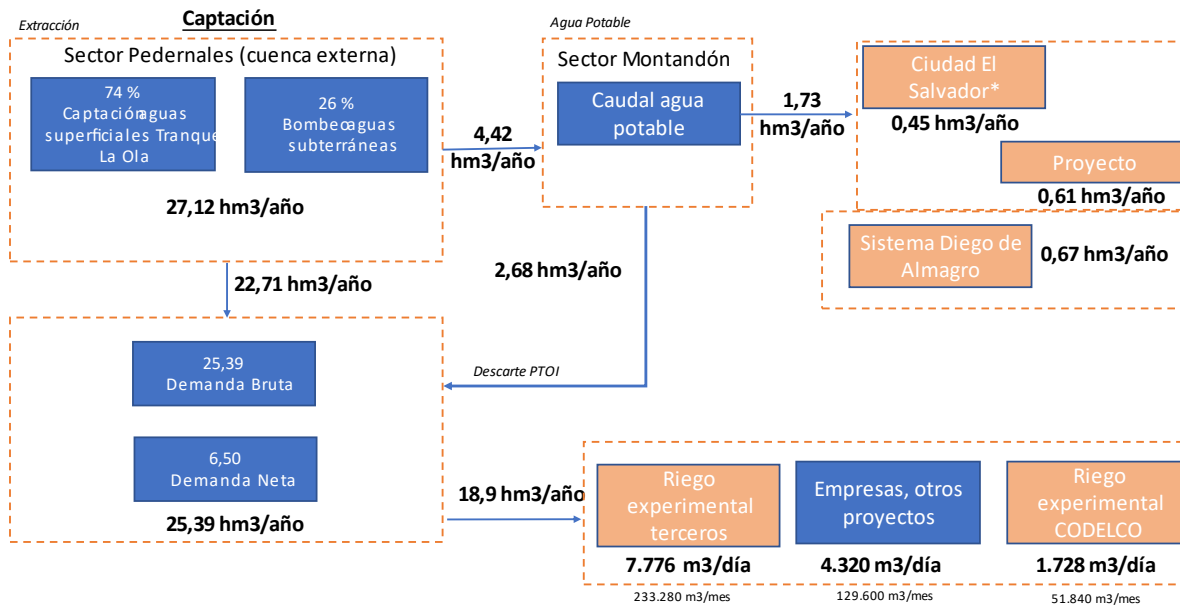 Extracción
Captación
Agua Potable
Sector Pedernales (cuenca externa)
74 %
Captaciónaguas
superficiales Tranque
La Ola
26 %
Bombeoaguas
subterráneas
27,12 hm3/año
4,42
hm3/año
Sector Montandón
Caudal agua
potable
1,73
hm3/año
Ciudad El
Salvador*
0,45 hm3/año
Proyecto
0,61 hm3/año
Sistema Diego de
Almagro
0,67 hm3/año
22,71 hm3/año
2,68 hm3/año
Descarte PTOI
25,39
Demanda Bruta
6,50
Demanda Neta
25,39 hm3/año
18,9 hm3/año
Riego
experimental
terceros
7.776 m3/día
233.280 m3/mes
Empresas, otros
proyectos
4.320 m3/día
129.600 m3/mes
Riego
experimental
CODELCO
1.728 m3/día
51.840 m3/mes